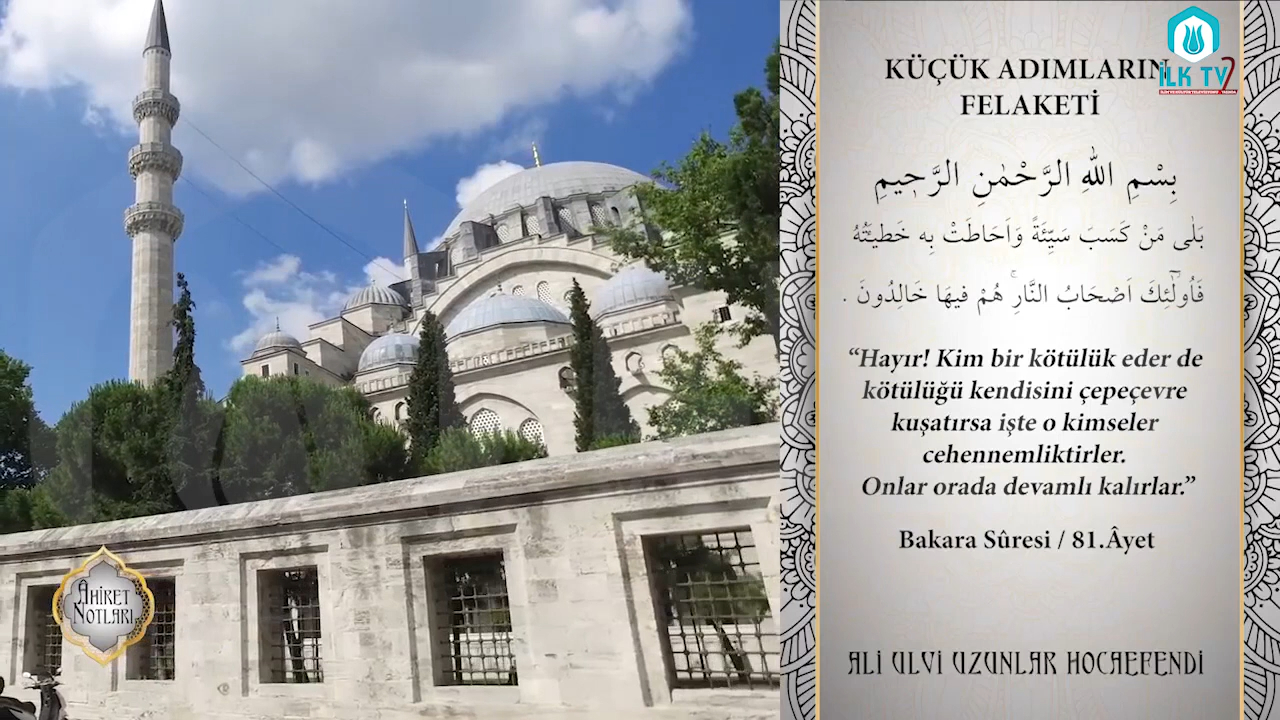 İLK TV 2
KÜÇÜK ADIMLARIN
FELAKETİ
بِسْمِ اللهِ الرَّحْمٰنِ الرَّحٖيمِ
بَلٰى مَنْ كَسَبَ سَيِّئَةً وَاَحَاطَتْ بِهٖ خَطٖيـَٔتُهُ
فَاُو۬لٰٓئِكَ اَصْحَابُ النَّارِۚ هُمْ فٖيهَا خَالِدُونَ .
“Hayır! Kim bir kötülük eder de
kötülüğü kendisini çepeçevre
kuşatırsa işte o kimseler
cehennemliktirler.
Onlar orada devamlı kalırlar.”
Bakara Sûresi / 81.Âyet
ALİ ULVİ UZUNLAR HOCAEFENDİ
AHİRET
NOTLARI